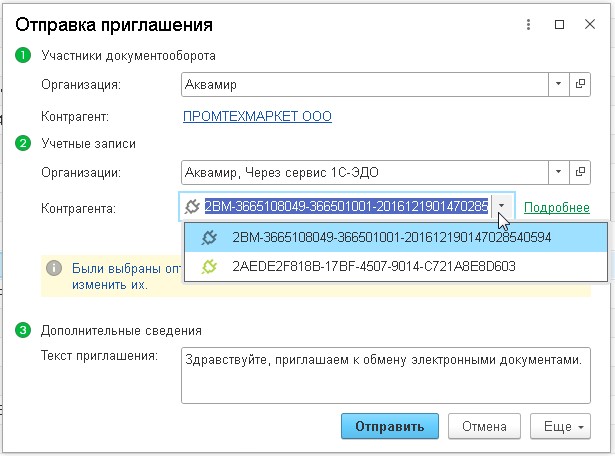 Отправка приглашения
1 Участники документооборота
Организация: Аквамир
Контрагент: ПРОМТЕХМАРКЕТ ООО
2 Учетные записи
Организации: Аквамир, Через сервис 1С-ЭДО
Контрагента: 2BM-3665108049-366501001-2016121901470285 Подробнее
2BM-3665108049-366501001-201612190147028540594
2AEDE2F818B-17BF-4507-9014-C721A8E8D603
Были выбраны опт
изменить их.
3 Дополнительные сведения
Текст приглашения: Здравствуйте, приглашаем к обмену электронными документами.
Отправить Отмена Еще